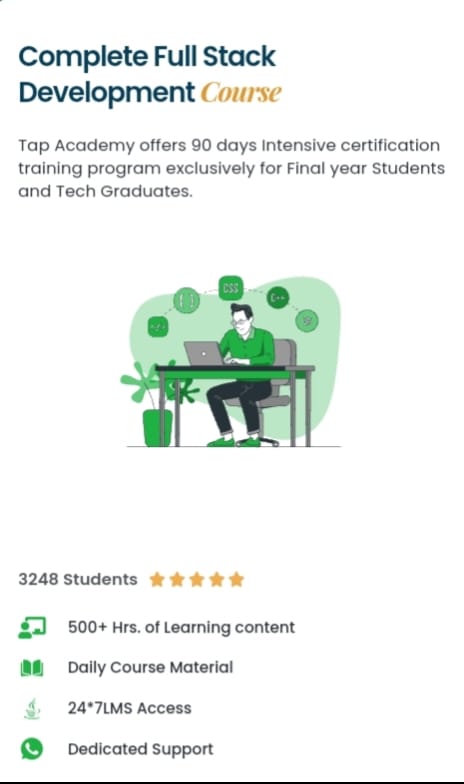 Complete Full Stack
Development Course
Tap Academy offers 90 days Intensive certification
training program exclusively for Final year Students
and Tech Graduates.
CSS
{ }
C++
</>
3248 Students
500+ Hrs. of Learning content
Daily Course Material
24*7LMS Access
Dedicated Support